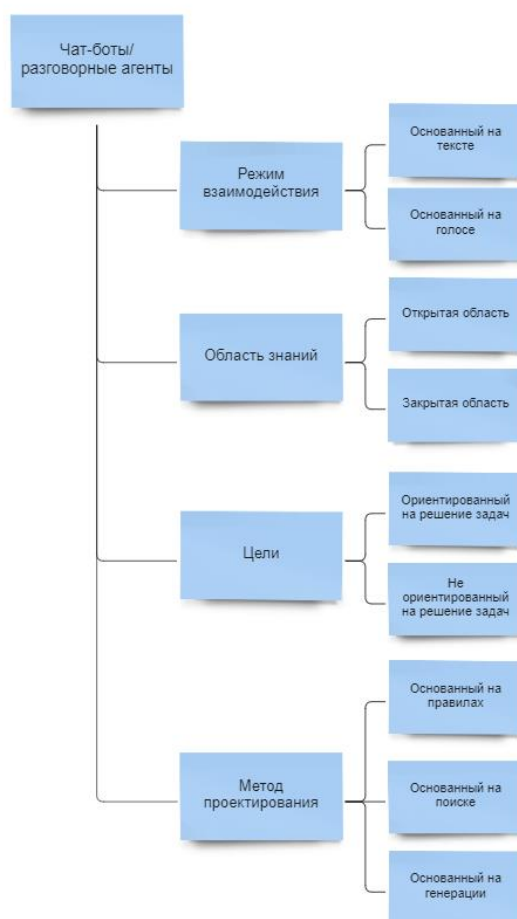 Чат-боты/
разговорные агенты
Режим
взаимодействия
Основанный на
тексте
Основанный на
голосе
Область знаний
Открытая область
Закрытая область
Цели
Ориентированный
на решение задач
Не
ориентированный
на решение задач
Метод
проектирования
Основанный на
правилах
Основанный на
поиске
Основанный на
генерации